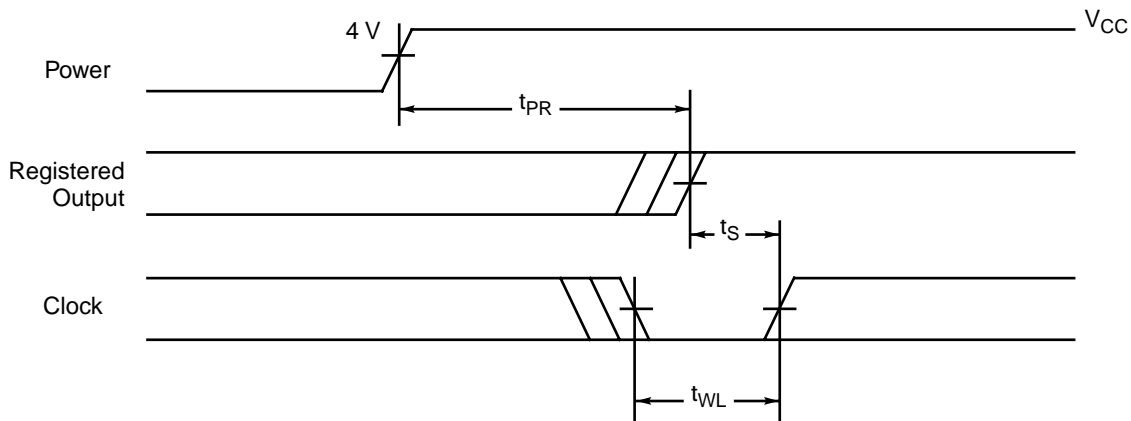 4 V
V_CC
Power
t_PR
Registered
Output
t_S
Clock
t_WL